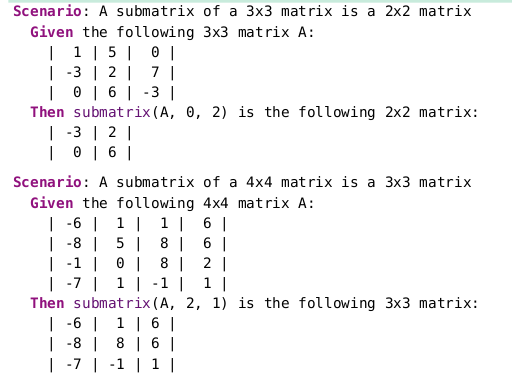 Scenario: A submatrix of a 3x3 matrix is a 2x2 matrix
Given the following 3x3 matrix A:
| 1 | 5 | 0 |
| -3 | 2 | 7 |
| 0 | 6 | -3 |
Then submatrix(A, 0, 2) is the following 2x2 matrix:
| -3 | 2 |
| 0 | 6 |
Scenario: A submatrix of a 4x4 matrix is a 3x3 matrix
Given the following 4x4 matrix A:
| -6 | 1 | 1 | 6 |
| -8 | 5 | 8 | 6 |
| -1 | 0 | 8 | 2 |
| -7 | 1 | -1 | 1 |
Then submatrix(A, 2, 1) is the following 3x3 matrix:
| -6 | 1 | 6 |
| -8 | 8 | 6 |
| -7 | -1 | 1 |